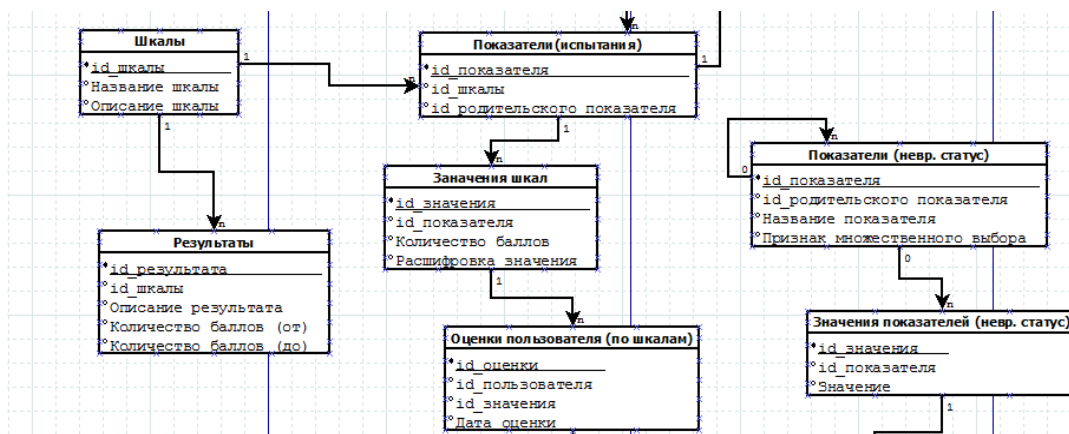 Шкалы
id_шкалы
Название шкалы
Описание шкалы
1
1
n
Показатели(испытания)
id_показателя
id_шкалы
id_родительского показателя
n
1
1
n
Заначения шкал
id_значения
id_показателя
Количество баллов
Расшифровка значения
1
n
Результаты
id_результата
id_шкалы
Описание результата
Количество баллов (от)
Количество баллов (до)
n
Оценки пользователя (по шкалам)
id_оценки
id_пользователя
id_значения
Дата оценки
n
0
Показатели (невр. статус)
id_показателя
id_родительского показателя
Название показателя
Признак множественного выбора
0
n
Значения показателей (невр. статус)
id_значения
id_показателя
Значение
1